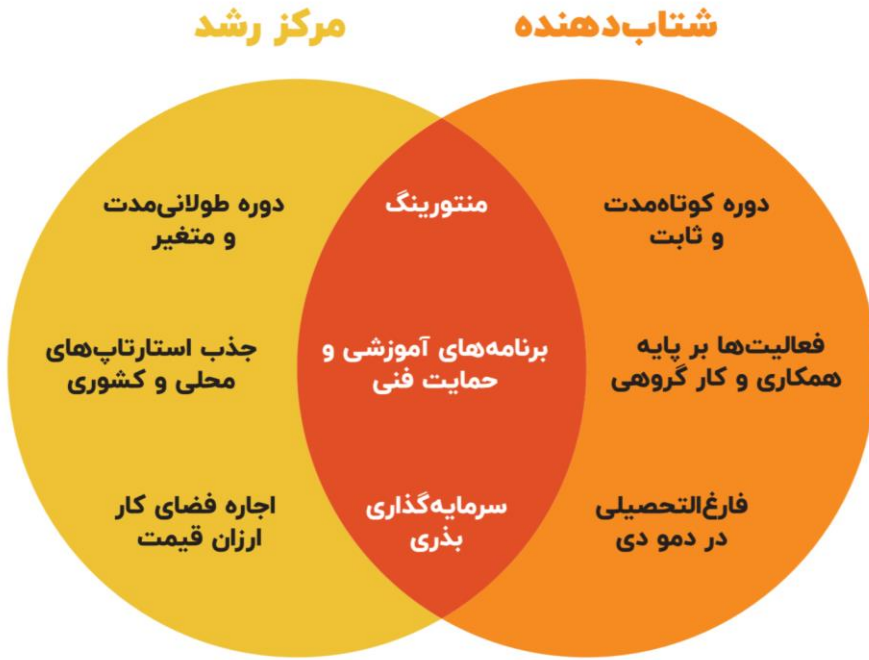 شتاب‌دهنده
مرکز رشد
دوره کوتاه‌مدت
و ثابت
فعالیت‌ها بر پایه
همکاری و کار گروهی
فارغ‌التحصیلی
در دمو دی
منتورینگ
برنامه‌های آموزشی و
حمایت فنی
سرمایه‌گذاری
بذری
دوره طولانی‌مدت
و متغیر
جذب استارتاپ‌های
محلی و کشوری
اجاره فضای کار
ارزان قیمت